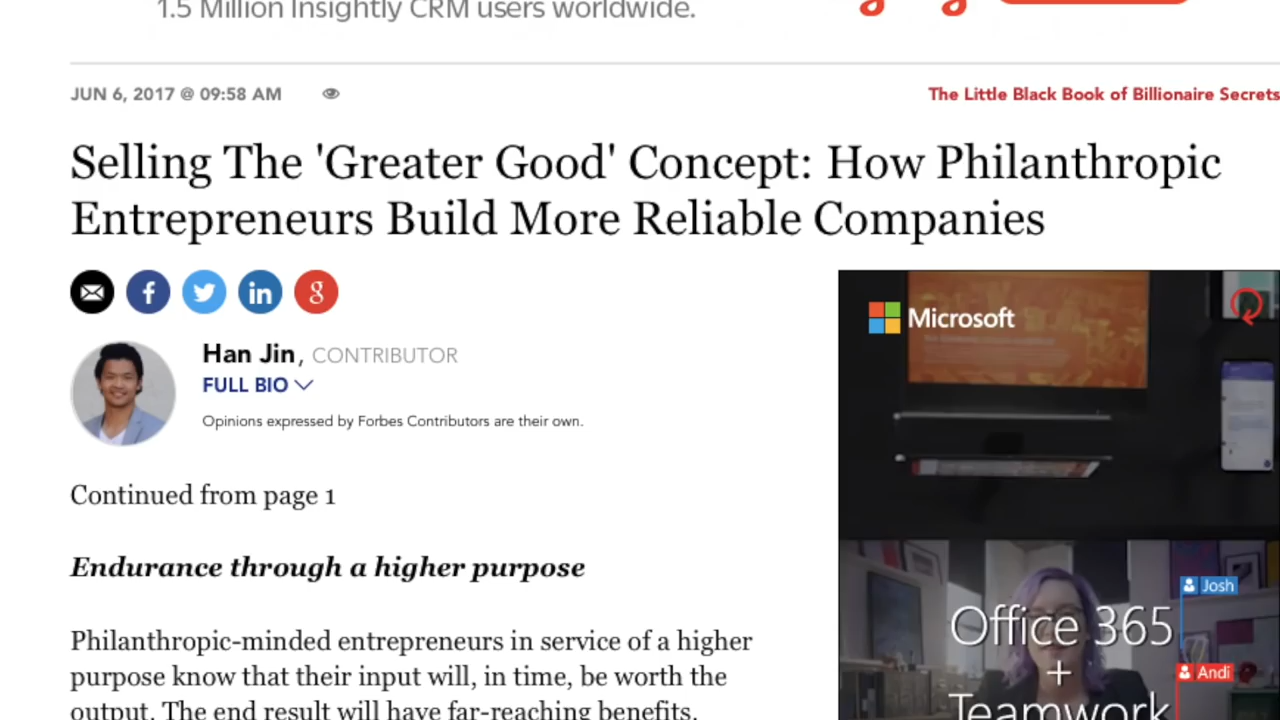 1.5 Million Insightly CRM users worldwide.
JUN 6, 2017 @ 09:58 AM
The Little Black Book of Billionaire Secrets
Selling The 'Greater Good' Concept: How Philanthropic
Entrepreneurs Build More Reliable Companies
Han Jin, CONTRIBUTOR
FULL BIO
Opinions expressed by Forbes Contributors are their own.
Continued from page 1
Endurance through a higher purpose
Philanthropic-minded entrepreneurs in service of a higher
purpose know that their input will, in time, be worth the
output. The end result will have far-reaching benefits,
Microsoft
Josh
Office 365
+
Andi
Teamwork